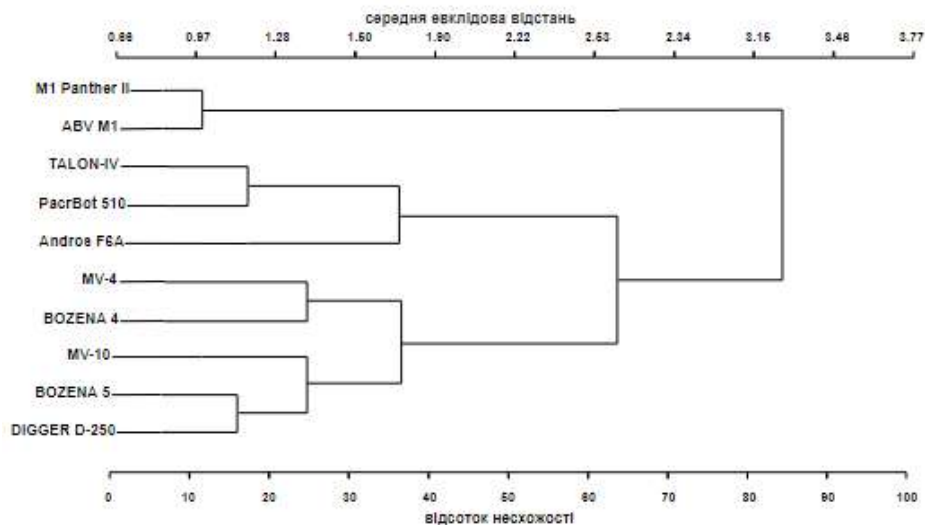 середня евклідова відстань
0.66 0.97 1.28 1.50 1.90 2.22 2.53 2.34 3.15 3.46 3.77
M1 Panther II
ABV M1
TALON-IV
PacrBot 510
Andros F6A
MV-4
BOZENA 4
MV-10
BOZENA 5
DIGGER D-250
0 10 20 30 40 50 60 70 80 90 100
відсоток несхожості